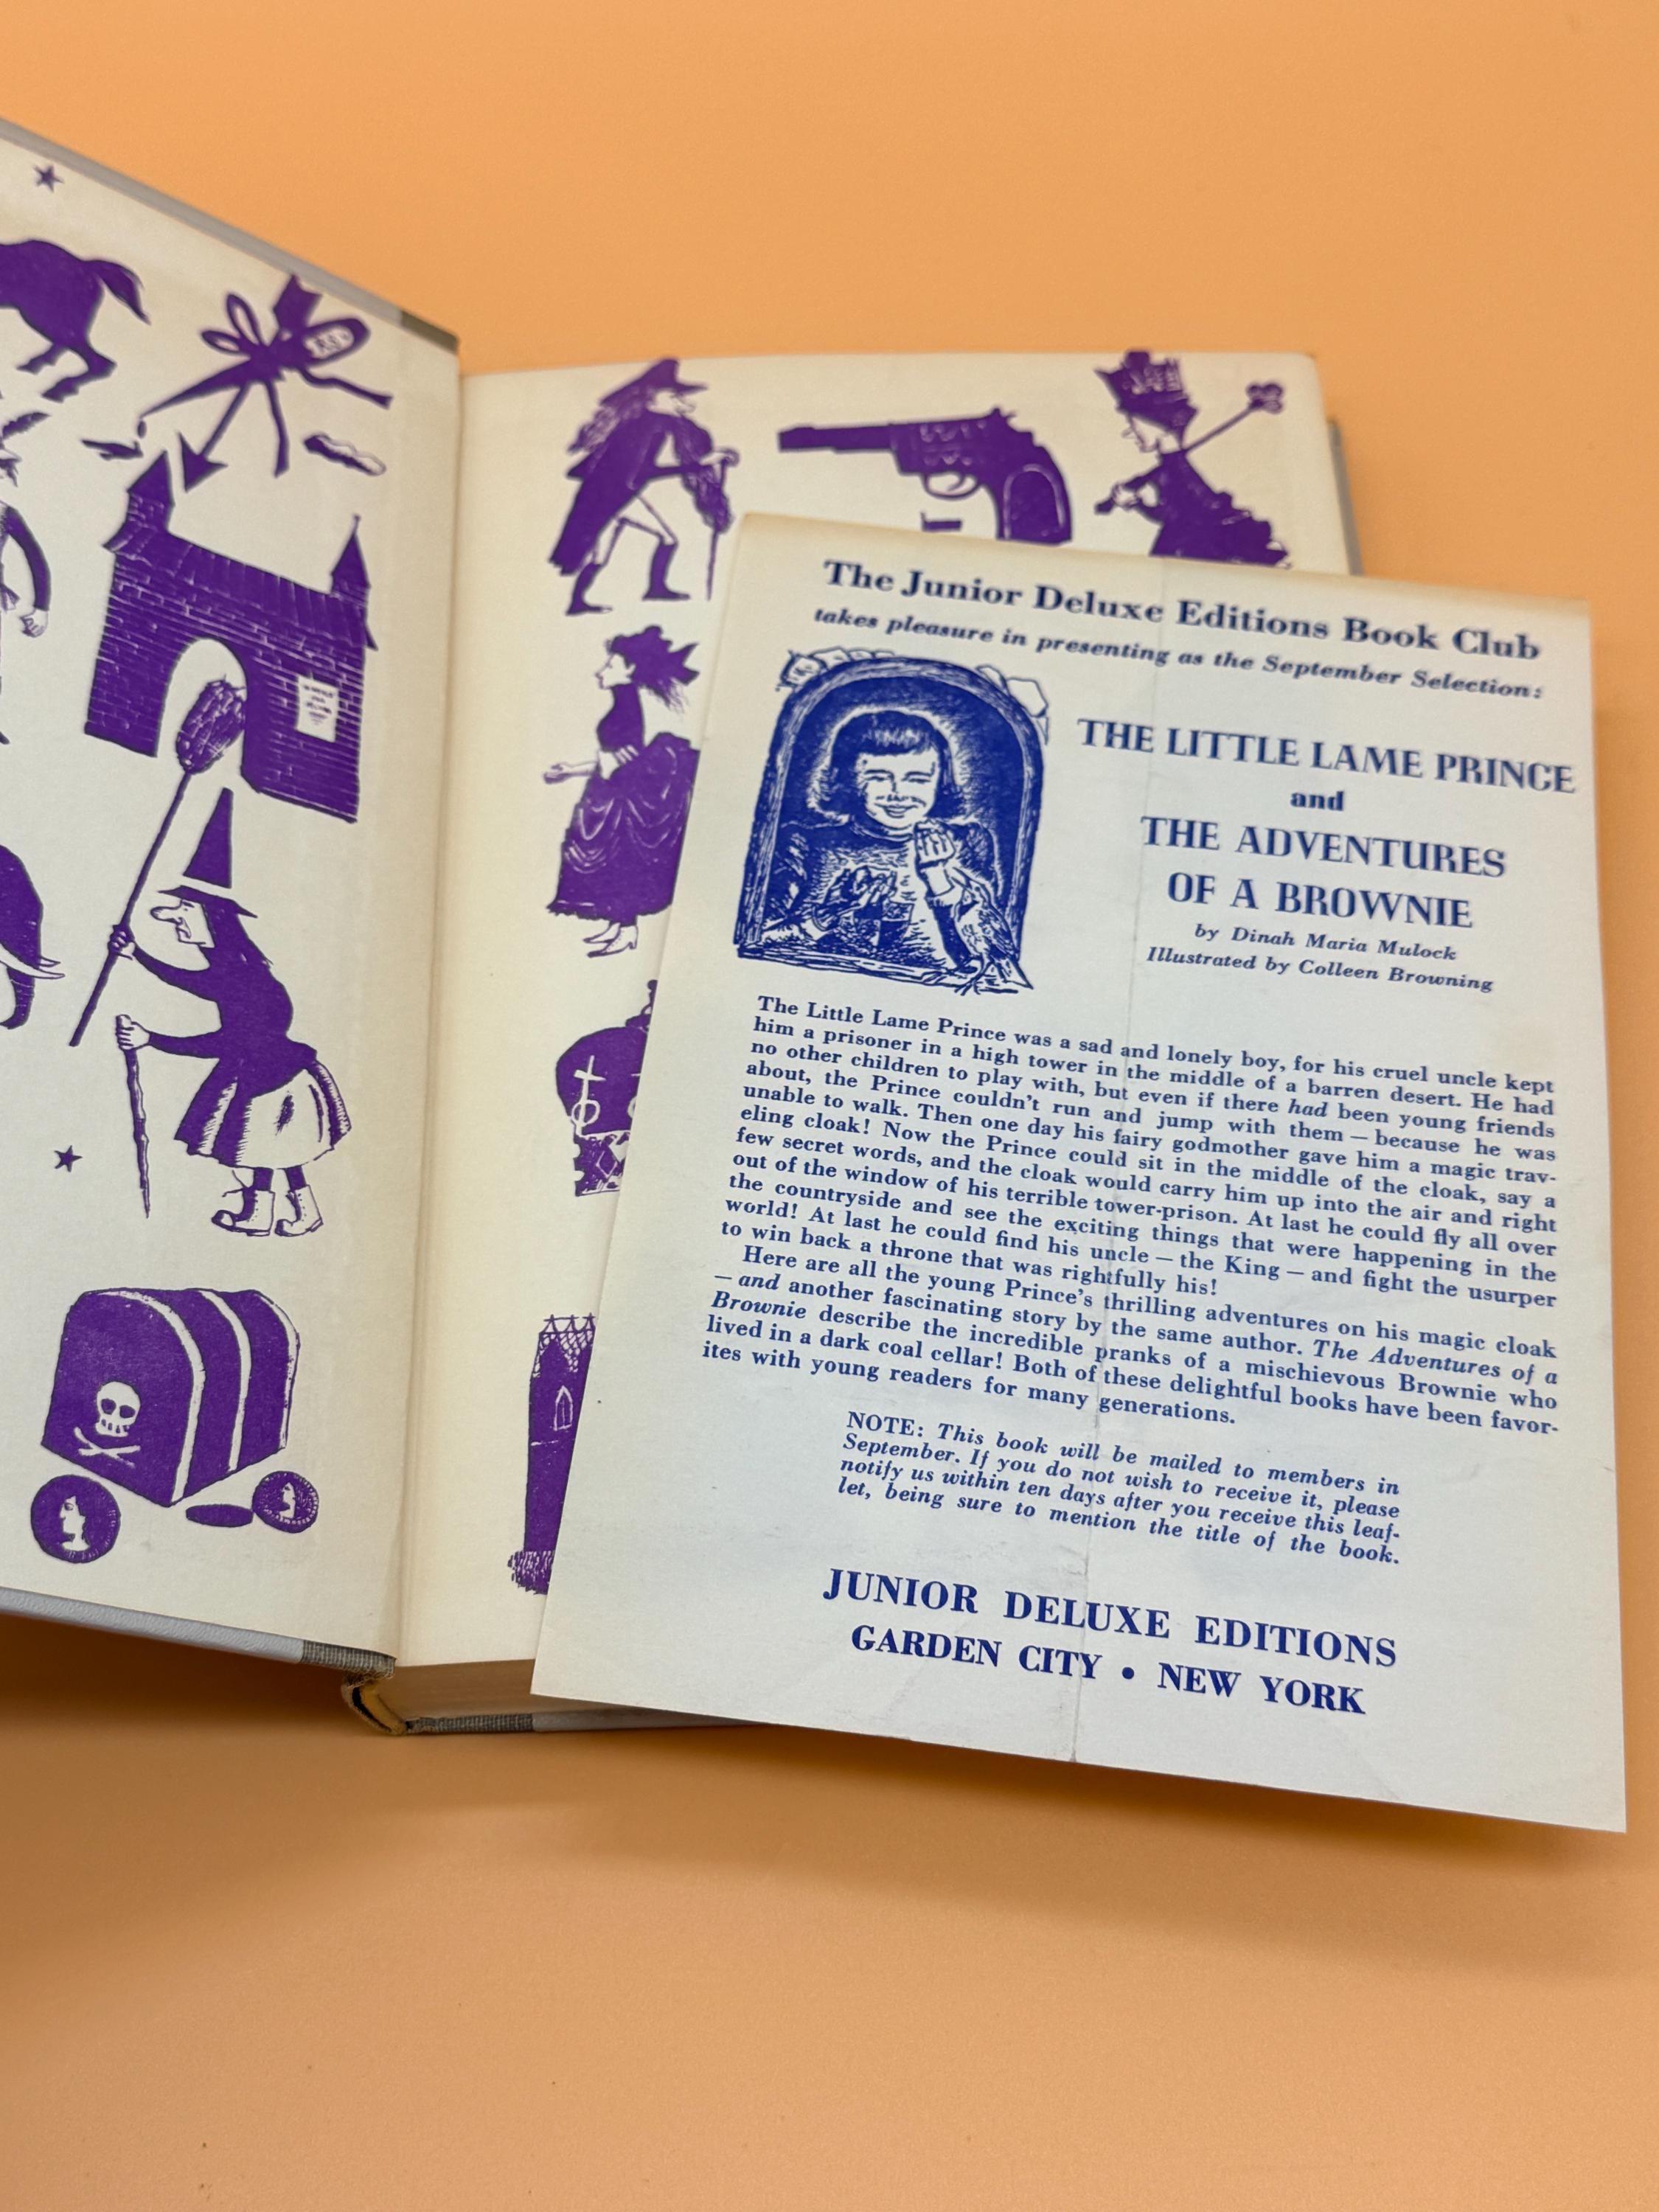 The Junior Deluxe Editions Book Club
takes pleasure in presenting as the September Selection:
THE LITTLE LAME PRINCE
and
THE ADVENTURES
OF A BROWNIE
by Dinah Maria Mulock
Illustrated by Colleen Browning
The Little Lame Prince was a sad and lonely boy, for his cruel uncle kept
him a prisoner in a high tower in the middle of a barren desert. He had
no other children to play with, but even if there had been young friends
about, the Prince couldn't run and jump with them — because he was
unable to walk. Then one day his fairy godmother gave him a magic trav-
eling cloak! Now the Prince could sit in the middle of the cloak, say a
few secret words, and the cloak would carry him up into the air and right
out of the window of his terrible tower-prison. At last he could fly all over
the countryside and see the exciting things that were happening in the
world! At last he could find his uncle — the King — and fight the usurper
to win back a throne that was rightfully his!
Here are all the young Prince's thrilling adventures on his magic cloak
— and another fascinating story by the same author. The Adventures of a
Brownie describe the incredible pranks of a mischievous Brownie who
lived in a dark coal cellar! Both of these delightful books have been favor-
ites with young readers for many generations.
NOTE: This book will be mailed to members in
September. If you do not wish to receive it, please
notify us within ten days after you receive this leaf-
let, being sure to mention the title of the book.
JUNIOR DELUXE EDITIONS
GARDEN CITY • NEW YORK